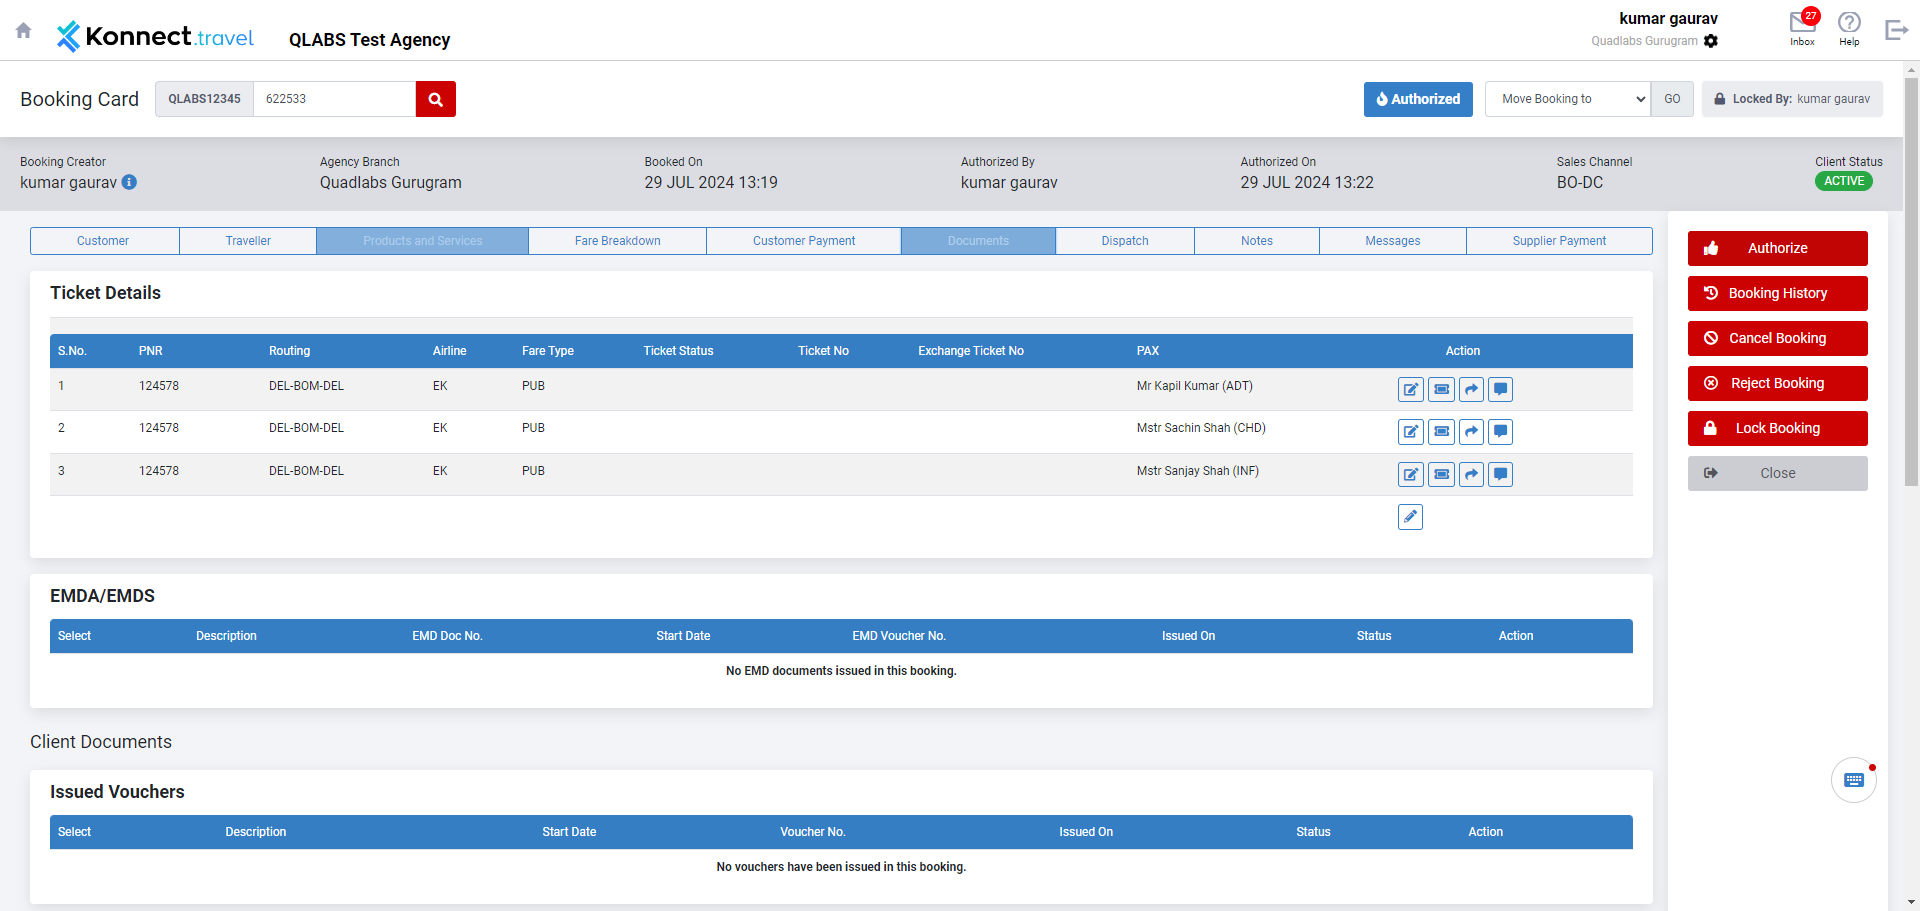 Konnect.travel
QLABS Test Agency
kumar gaurav
Quadlabs Gurugram
27
Inbox
Help
Booking Card
QLABS12345
622533
Authorized
Move Booking to
GO
Locked By: kumar gaurav
Booking Creator
kumar gaurav
Agency Branch
Quadlabs Gurugram
Booked On
29 JUL 2024 13:19
Authorized By
kumar gaurav
Authorized On
29 JUL 2024 13:22
Sales Channel
BO-DC
Client Status
ACTIVE
Customer
Traveller
Products and Services
Fare Breakdown
Customer Payment
Documents
Dispatch
Notes
Messages
Supplier Payment
Ticket Details
S.No. PNR Routing Airline Fare Type Ticket Status Ticket No Exchange Ticket No PAX Action
1 124578 DEL-BOM-DEL EK PUB Mr Kapil Kumar (ADT)
2 124578 DEL-BOM-DEL EK PUB Mstr Sachin Shah (CHD)
3 124578 DEL-BOM-DEL EK PUB Mstr Sanjay Shah (INF)
EMDA/EMDS
Select Description EMD Doc No. Start Date EMD Voucher No. Issued On Status Action
No EMD documents issued in this booking.
Client Documents
Issued Vouchers
Select Description Start Date Voucher No. Issued On Status Action
No vouchers have been issued in this booking.
Authorize
Booking History
Cancel Booking
Reject Booking
Lock Booking
Close